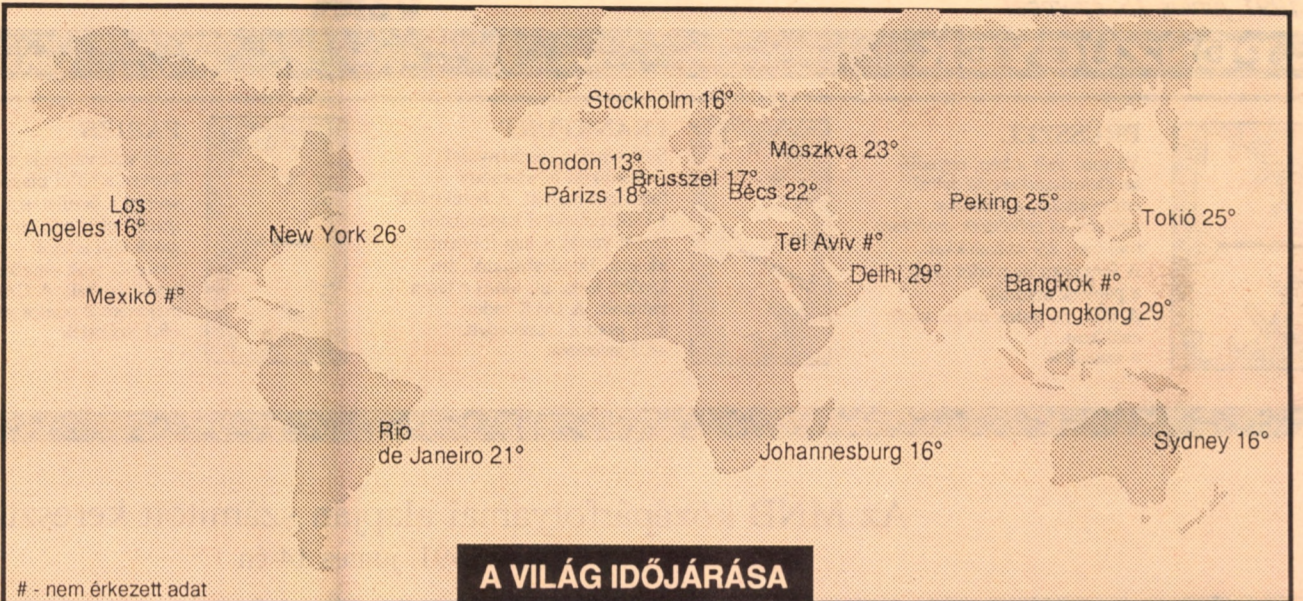 Stockholm 16°
Moszkva 23°
London 13°
Brüsszel 17°
Bécs 22°
Párizs 18°
Peking 25°
Los
Angeles 16°
New York 26°
Tokió 25°
Tel Aviv #°
Delhi 29°
Mexikó #°
Bangkok #°
Hongkong 29°
Rio
de Janeiro 21°
Johannesburg 16°
Sydney 16°
# - nem érkezett adat
A VILÁG IDŐJÁRÁSA